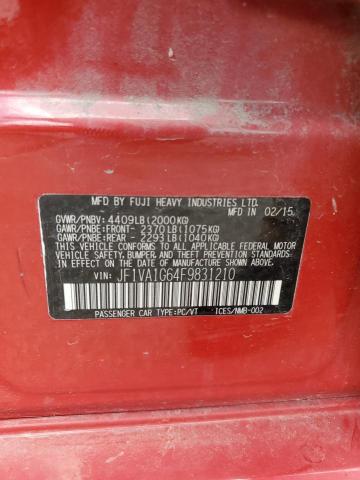 MFD BY FUJI HEAVY INDUSTRIES LTD.
MFD IN 02/15
GVWR/PNBV: 4409LB (2000KG)
GAWR/PNBE:FRONT- 2370LB (1075KG)
GAWR/PNBE:REAR - 2293LB (1040KG)
THIS VEHICLE CONFORMS TO ALL APPLICABLE FEDERAL MOTOR
VEHICLE SAFETY, BUMPER, AND THEFT PREVENTION STANDARDS
IN EFFECT ON THE DATE OF MANUFACTURE SHOWN ABOVE.
VIN: JF1VA1G64F9831210
PASSENGER CAR TYPE:PC/VT ICES/NMB-002